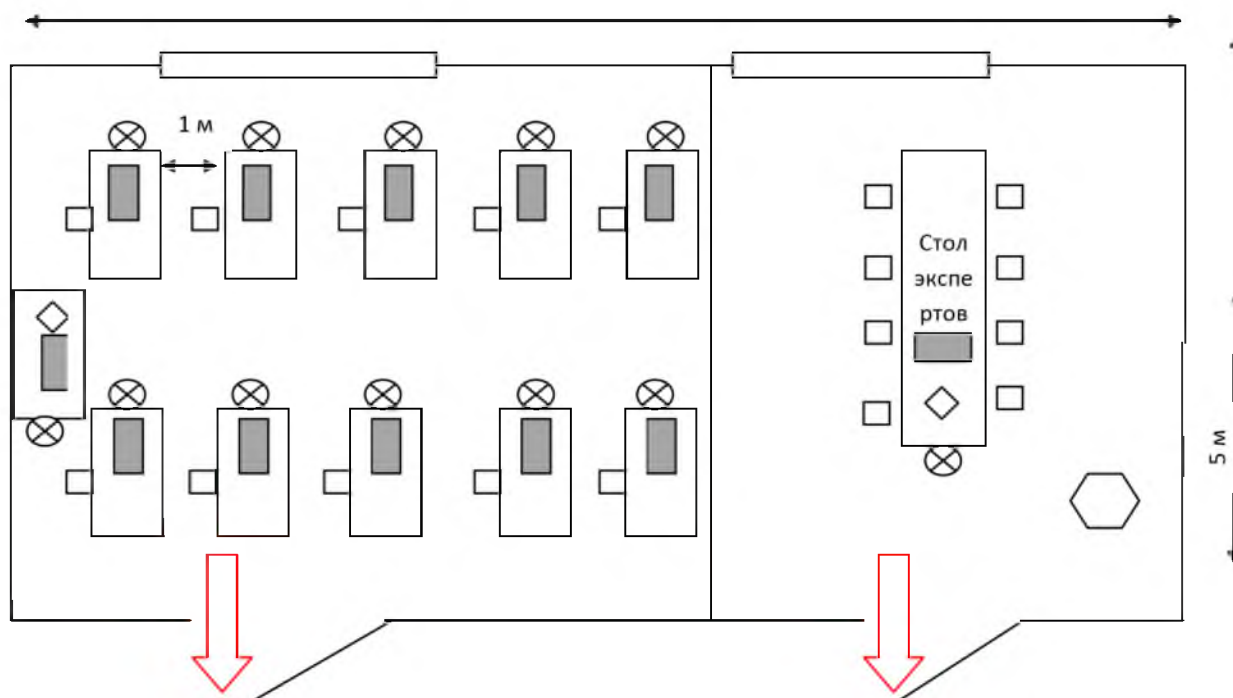 1 м
Стол
экспе
ртов
5 м